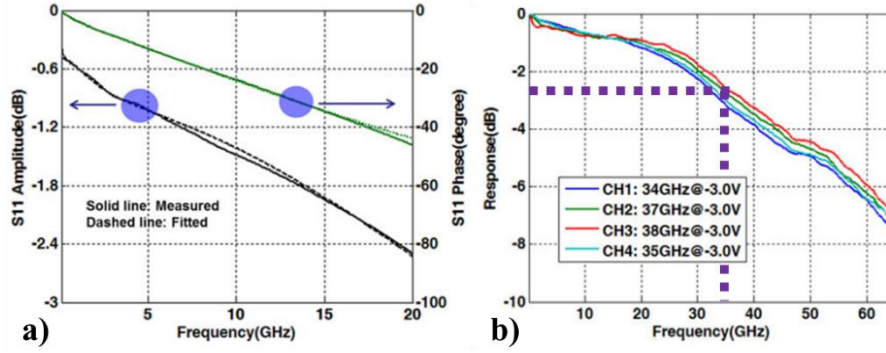 0
-0.6
-1.2
-1.8
-2.4
-3
S11 Amplitude(dB)
Solid line: Measured
Dashed line: Fitted
5
10
15
20
Frequency(GHz)
0
-20
-40
-60
-80
-100
S11 Phase(degree)
a)
0
-2
-4
-6
-8
-10
Response(dB)
CH1: 34GHz@-3.0V
CH2: 37GHz@-3.0V
CH3: 38GHz@-3.0V
CH4: 35GHz@-3.0V
0
10
20
30
40
50
60
Frequency(GHz)
b)